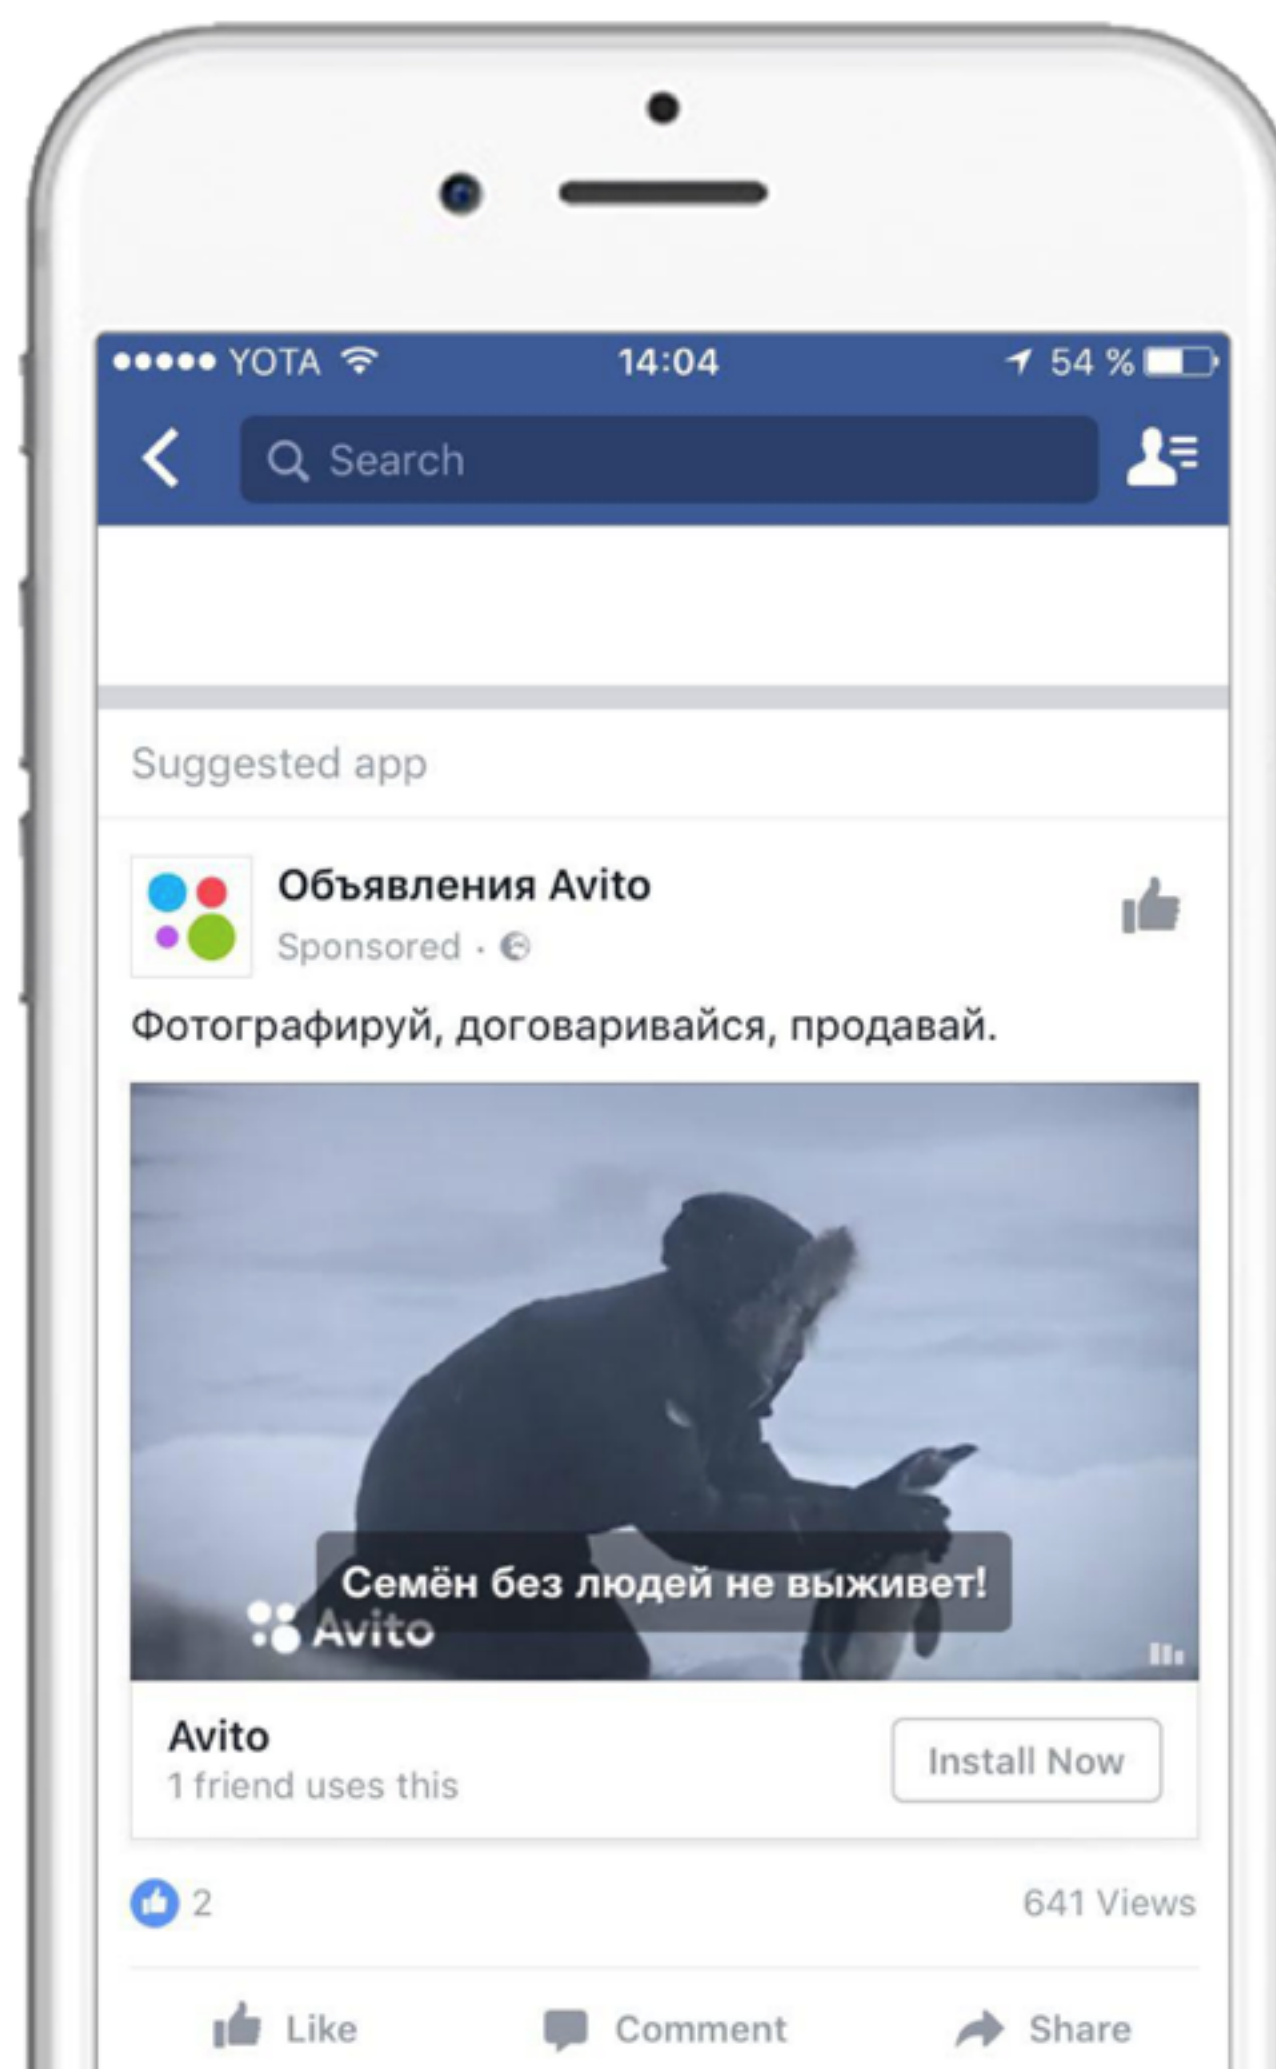 YOTA 14:04 54 %
Search
Suggested app
Объявления Avito
Sponsored ·
Фотографируй, договаривайся, продавай.
Семён без людей не выживет!
Avito
Avito
1 friend uses this
Install Now
2
641 Views
Like Comment Share